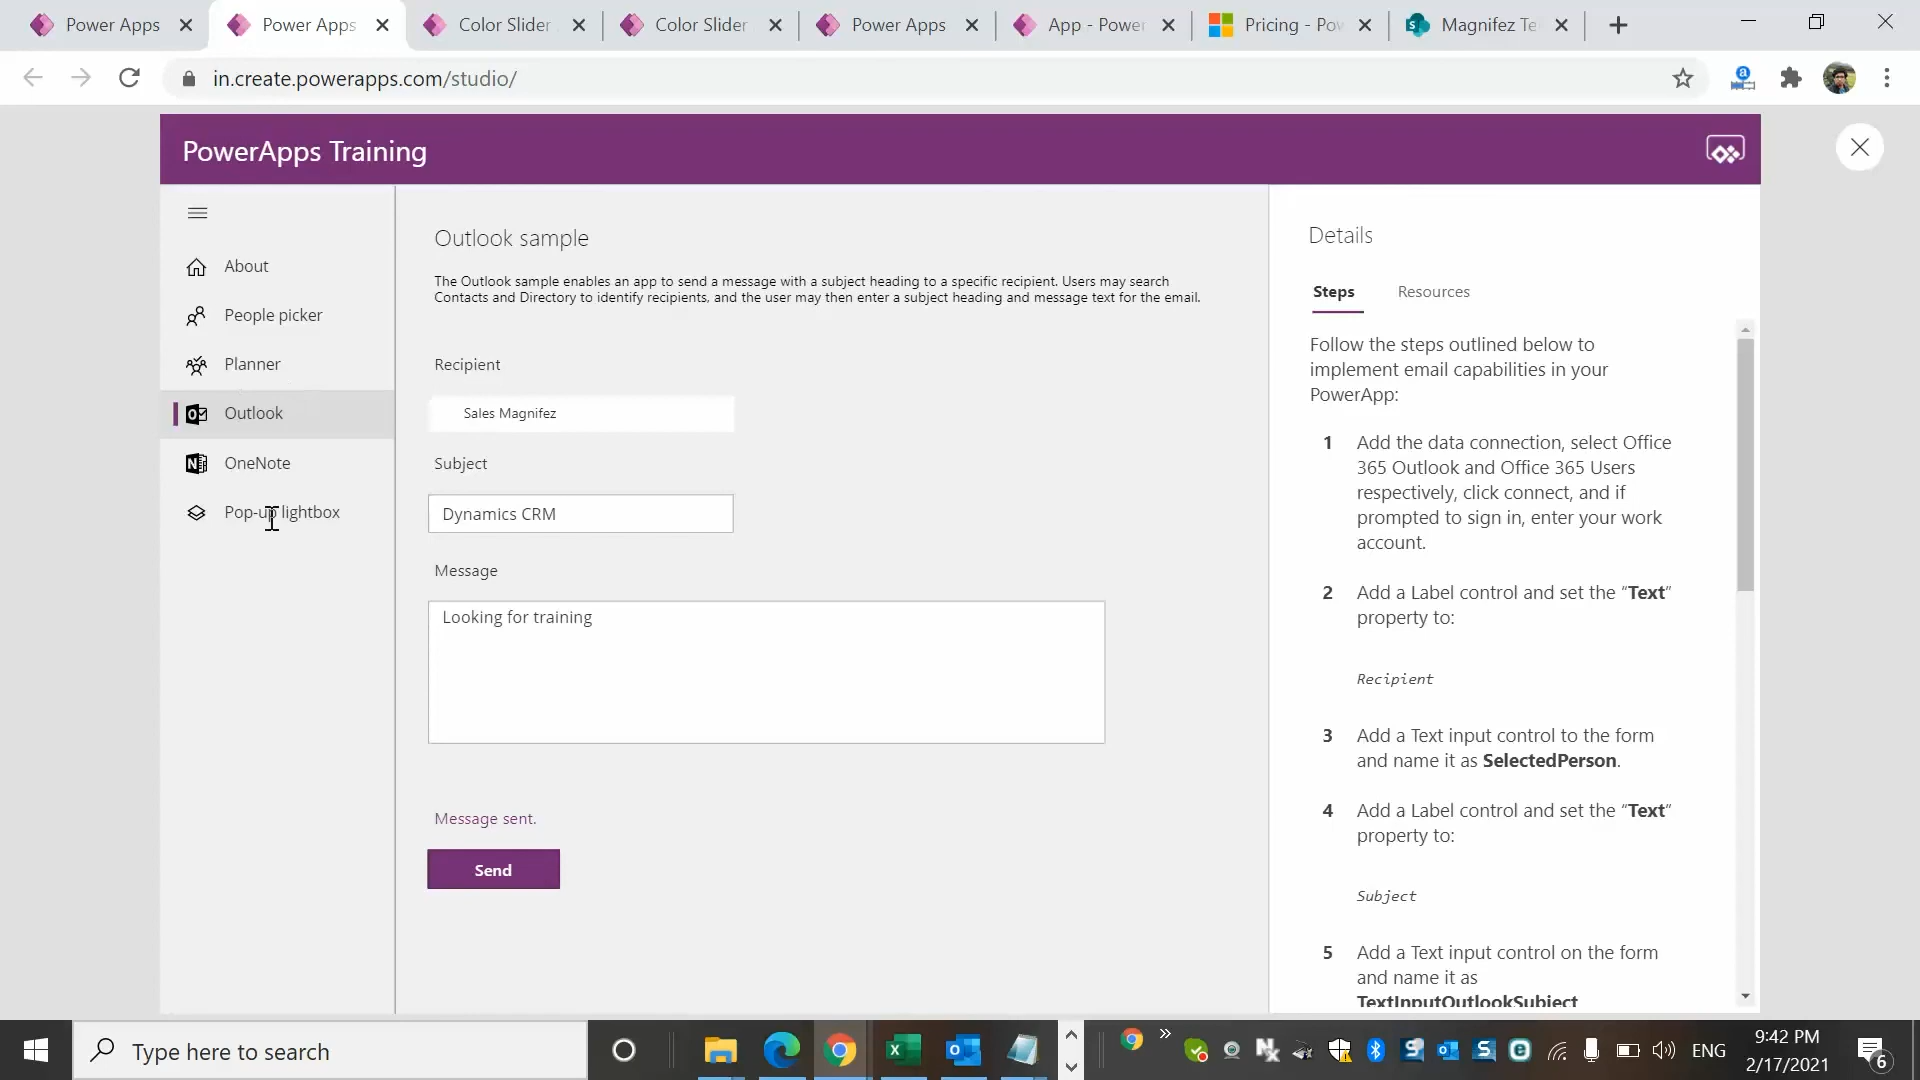 Power Apps
Power Apps
Color Slider
Color Slider
Power Apps
App - Power
Pricing - Pow
Magnifez Te
in.create.powerapps.com/studio/
PowerApps Training
About
People picker
Planner
Outlook
OneNote
Pop-up lightbox
Outlook sample
The Outlook sample enables an app to send a message with a subject heading to a specific recipient. Users may search
Contacts and Directory to identify recipients, and the user may then enter a subject heading and message text for the email.
Recipient
Sales Magnifez
Subject
Dynamics CRM
Message
Looking for training
Message sent.
Send
Details
Steps
Resources
Follow the steps outlined below to
implement email capabilities in your
PowerApp:
1 Add the data connection, select Office
365 Outlook and Office 365 Users
respectively, click connect, and if
prompted to sign in, enter your work
account.
2 Add a Label control and set the “Text”
property to:
Recipient
3 Add a Text input control to the form
and name it as SelectedPerson.
4 Add a Label control and set the “Text”
property to:
Subject
5 Add a Text input control on the form
and name it as
TextInputOutlookSubject
Type here to search
ENG
9:42 PM
2/17/2021
6